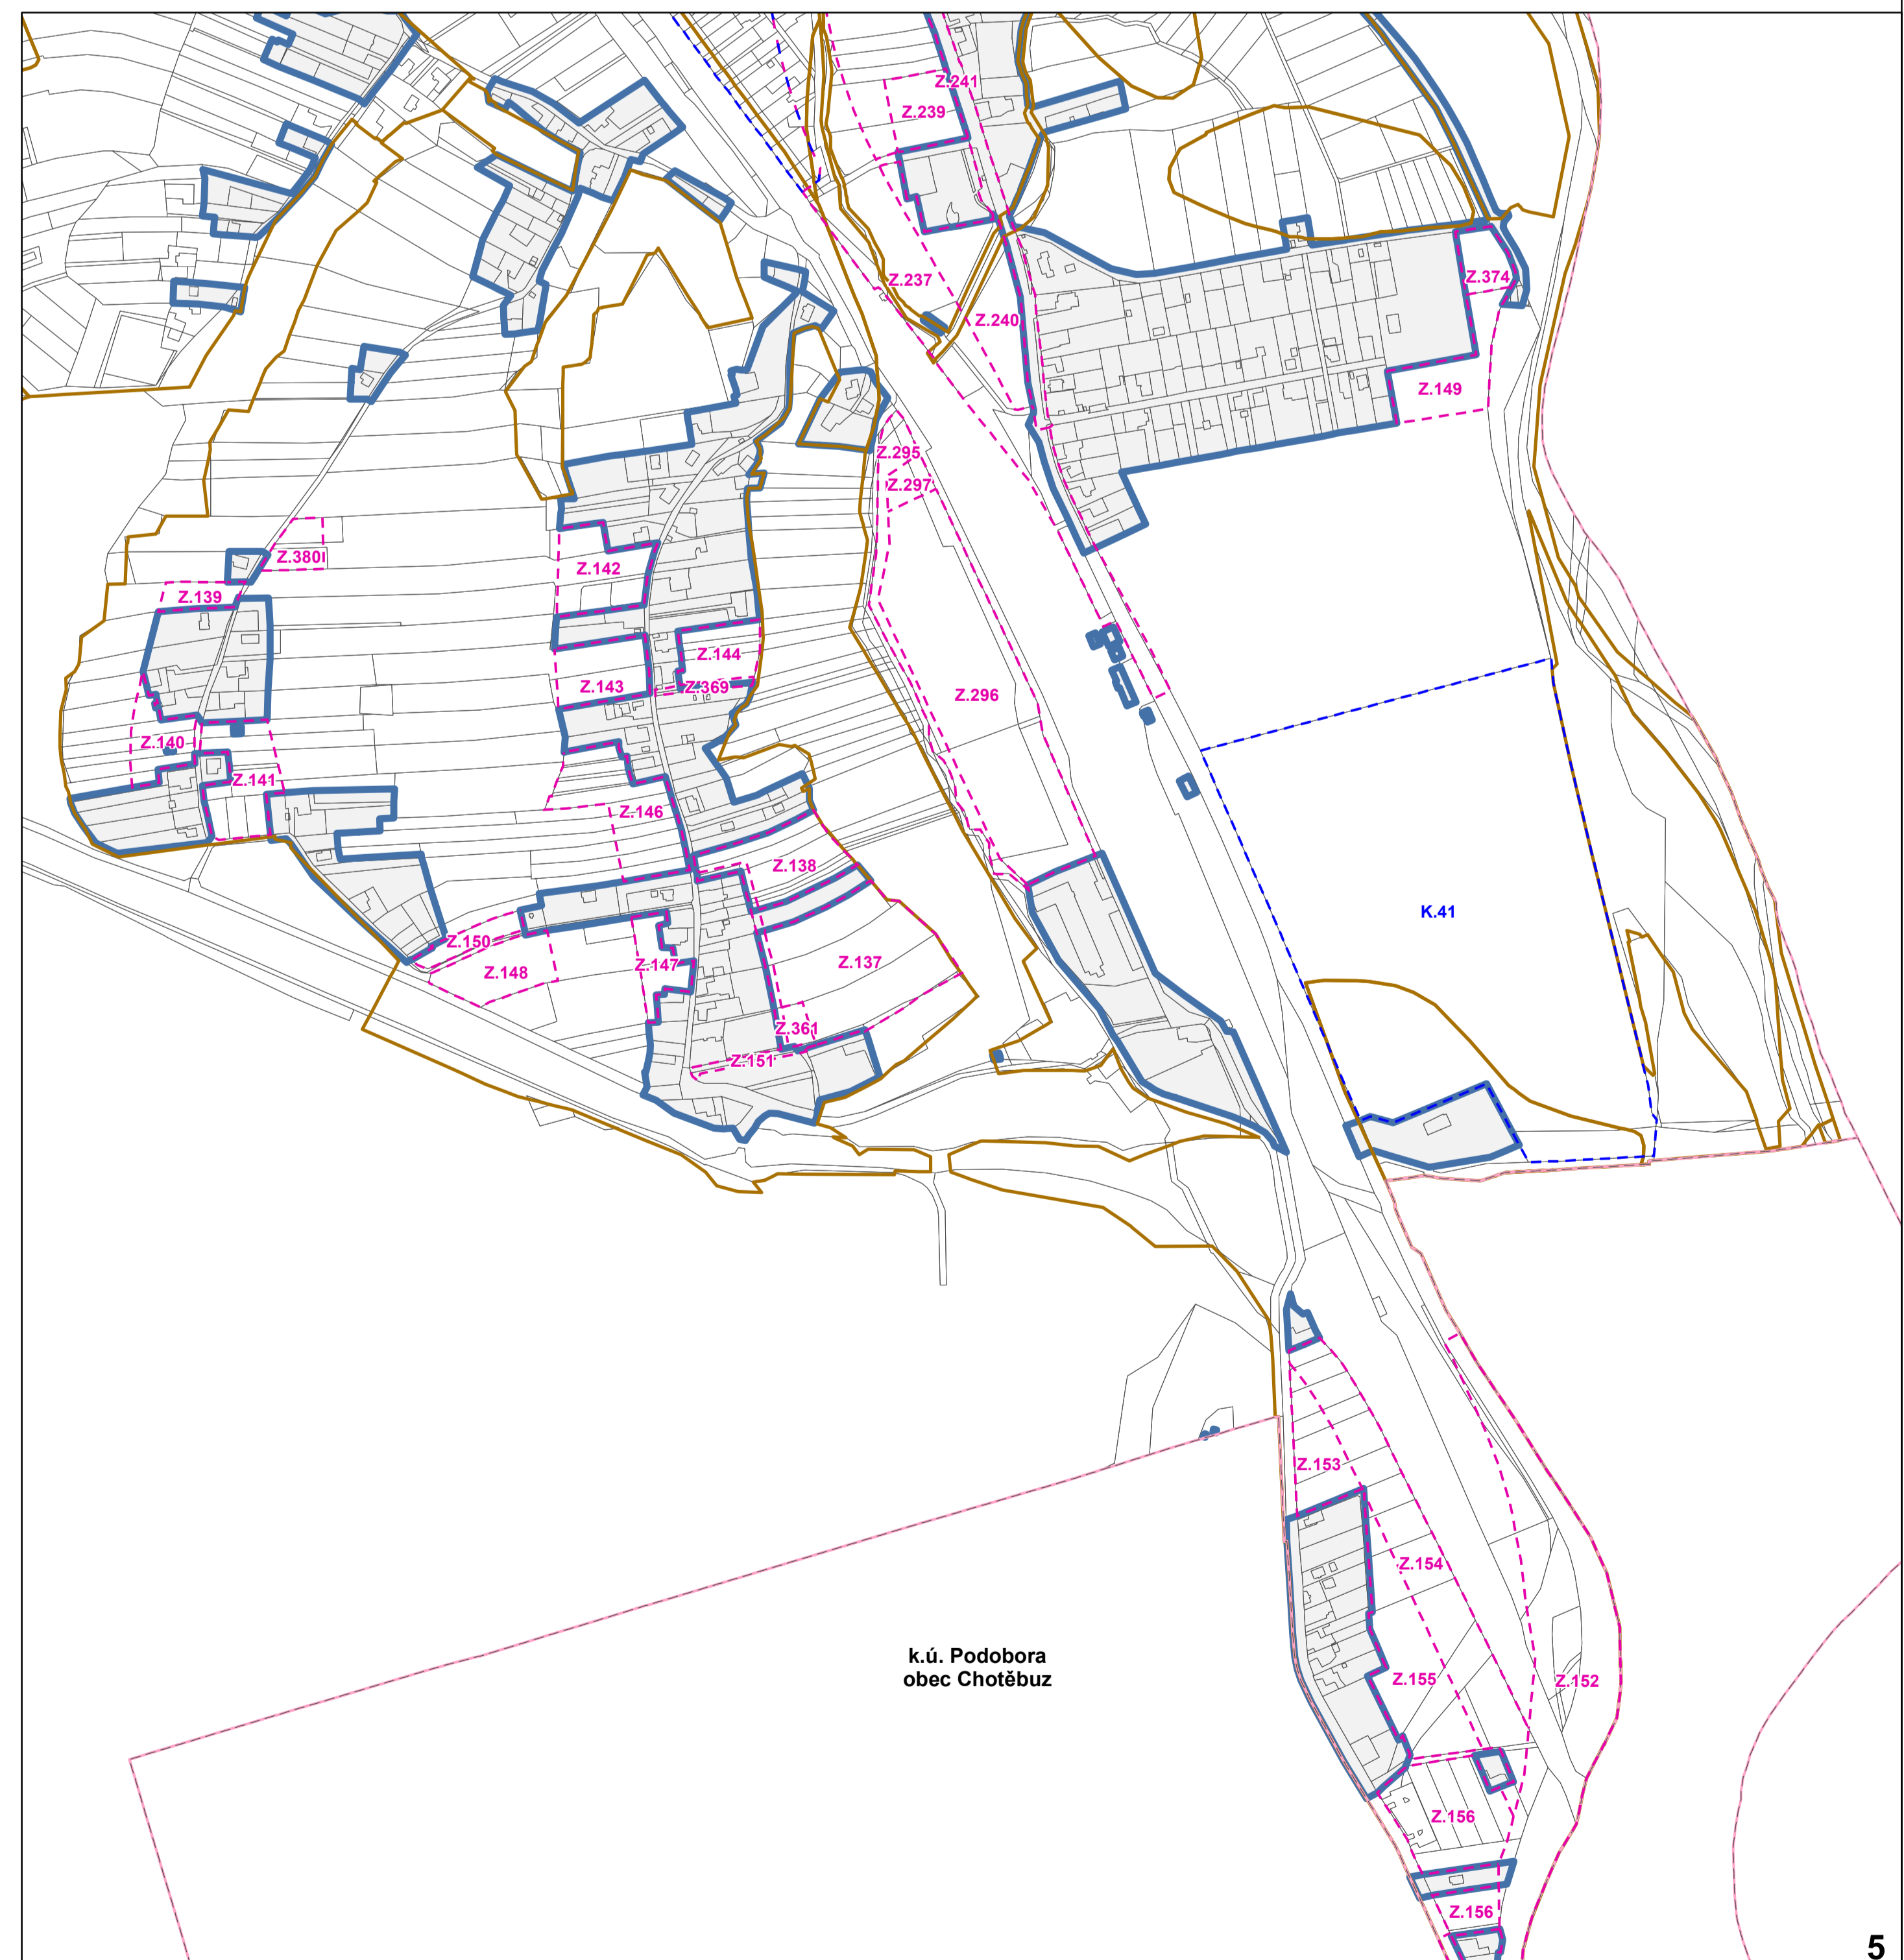 Z.241
Z.239
Z.237
Z.374
Z.240
Z.149
Z.295
Z.297
Z.380
Z.142
Z.139
Z.144
Z.143
Z.369
Z.296
Z.140
Z.141
Z.146
Z.138
K.41
Z.150
Z.148
Z.147
Z.137
Z.361
Z.151
Z.153
Z.154
k.ú. Podobora
obec Chotěbuz
Z.155
Z.152
Z.156
Z.156
5